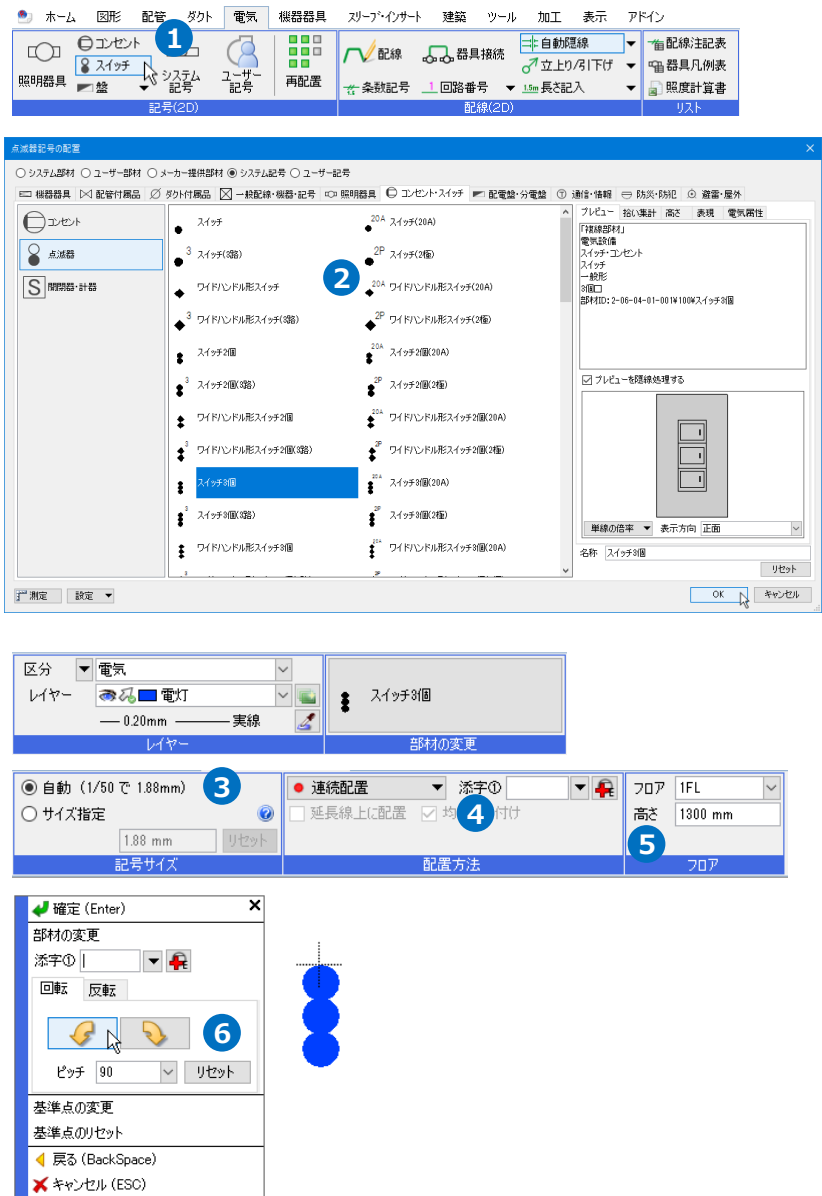 ホーム 図形 配管 ダクト 電気 機器器具 スリーブ・インサート 建築 ツール 加工 表示 アドイン
1
照明器具
コンセント
スイッチ
盤
システム記号
ユーザー記号
再配置
記号(2D)
配線
器具接続
条数記号
1 回路番号
自動隠線
立上り/引下げ
1.5m 長さ記入
配線(2D)
配線注記表
器具凡例表
照度計算書
リスト
点滅器記号の配置
システム部材 ユーザー部材 メーカー提供部材 システム記号 ユーザー記号
機器器具 配管付属品 ダクト付属品 一般配線・機器・記号 照明器具 コンセント・スイッチ 配電盤・分電盤 通信・情報 防災・防犯 避雷・屋外
コンセント
点滅器
S 開閉器・計器
2
スイッチ 20A スイッチ(20A)
3 スイッチ(3路) 2P スイッチ(2極)
ワイドハンドル形スイッチ 20A ワイドハンドル形スイッチ(20A)
3 ワイドハンドル形スイッチ(3路) 2P ワイドハンドル形スイッチ(2極)
スイッチ2個 20A スイッチ2個(20A)
3 スイッチ2個(3路) 2P スイッチ2個(2極)
ワイドハンドル形スイッチ2個 20A ワイドハンドル形スイッチ2個(20A)
3 ワイドハンドル形スイッチ2個(3路) 2P ワイドハンドル形スイッチ2個(2極)
スイッチ3個 20A スイッチ3個(20A)
3 スイッチ3個(3路) 2P スイッチ3個(2極)
ワイドハンドル形スイッチ3個 20A ワイドハンドル形スイッチ3個(20A)
プレビュー 拾い集計 高さ 表現 電気属性
「複線部材」
電気設備
スイッチ・コンセント
スイッチ
一般形
3個口
部材ID: 2-06-04-01-001¥100¥スイッチ3個
プレビューを隠線処理する
単線の倍率 表示方向 正面
名称 スイッチ3個
リセット
測定 設定
OK キャンセル
区分 電気
レイヤー 電灯
0.20mm 実線
レイヤー
スイッチ3個
部材の変更
自動 (1/50 で 1.88mm)
3
サイズ指定
1.88 mm リセット
記号サイズ
連続配置 添字①
延長線上に配置 均 付け
4
配置方法
フロア 1FL
高さ 1300 mm
5
フロア
確定 (Enter)
部材の変更
添字①
回転 反転
6
ピッチ 90 リセット
基準点の変更
基準点のリセット
戻る (BackSpace)
キャンセル (ESC)